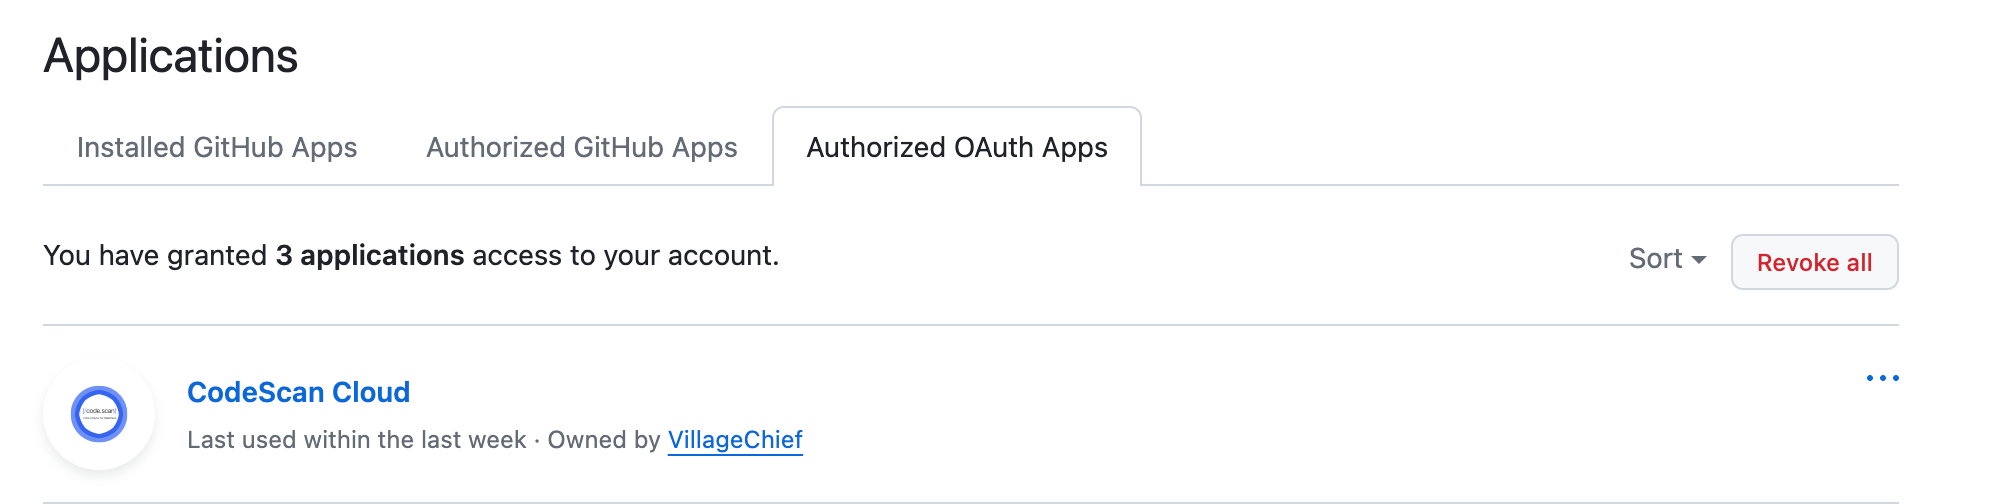 Applications
Installed GitHub Apps
Authorized GitHub Apps
Authorized OAuth Apps
You have granted 3 applications access to your account.
Sort
Revoke all
[code.scan]
CodeScan Cloud
Last used within the last week · Owned by VillageChief